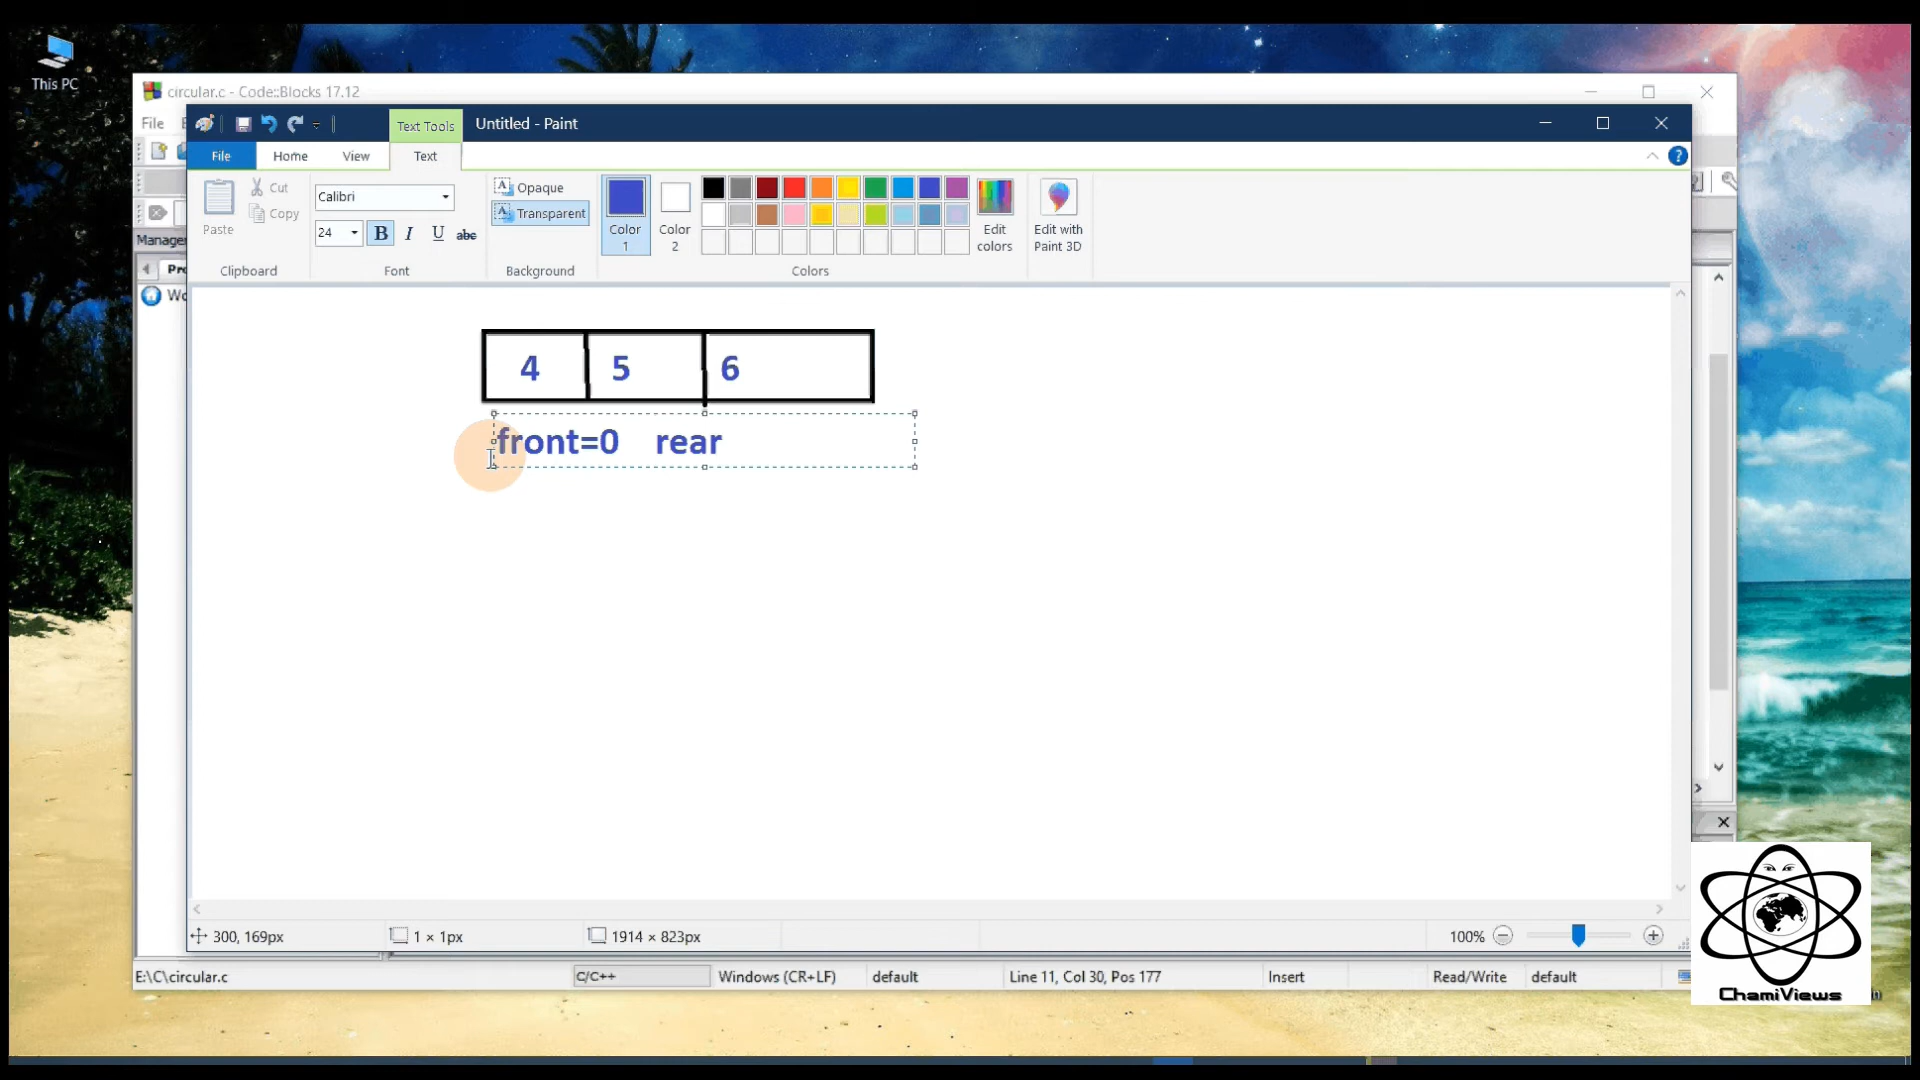 This PC
circular.c - Code::Blocks 17.12
File
Text Tools
Untitled - Paint
File
Home
View
Text
Paste
Cut
Copy
Calibri
24
B I U abc
Opaque
Transparent
Color 1
Color 2
Edit colors
Edit with Paint 3D
Clipboard
Font
Background
Colors
Manager
4 5 6
front=0 rear
300, 169px
1 × 1px
1914 × 823px
100%
E:\C\circular.c
C/C++
Windows (CR+LF)
default
Line 11, Col 30, Pos 177
Insert
Read/Write
default
ChamiViews